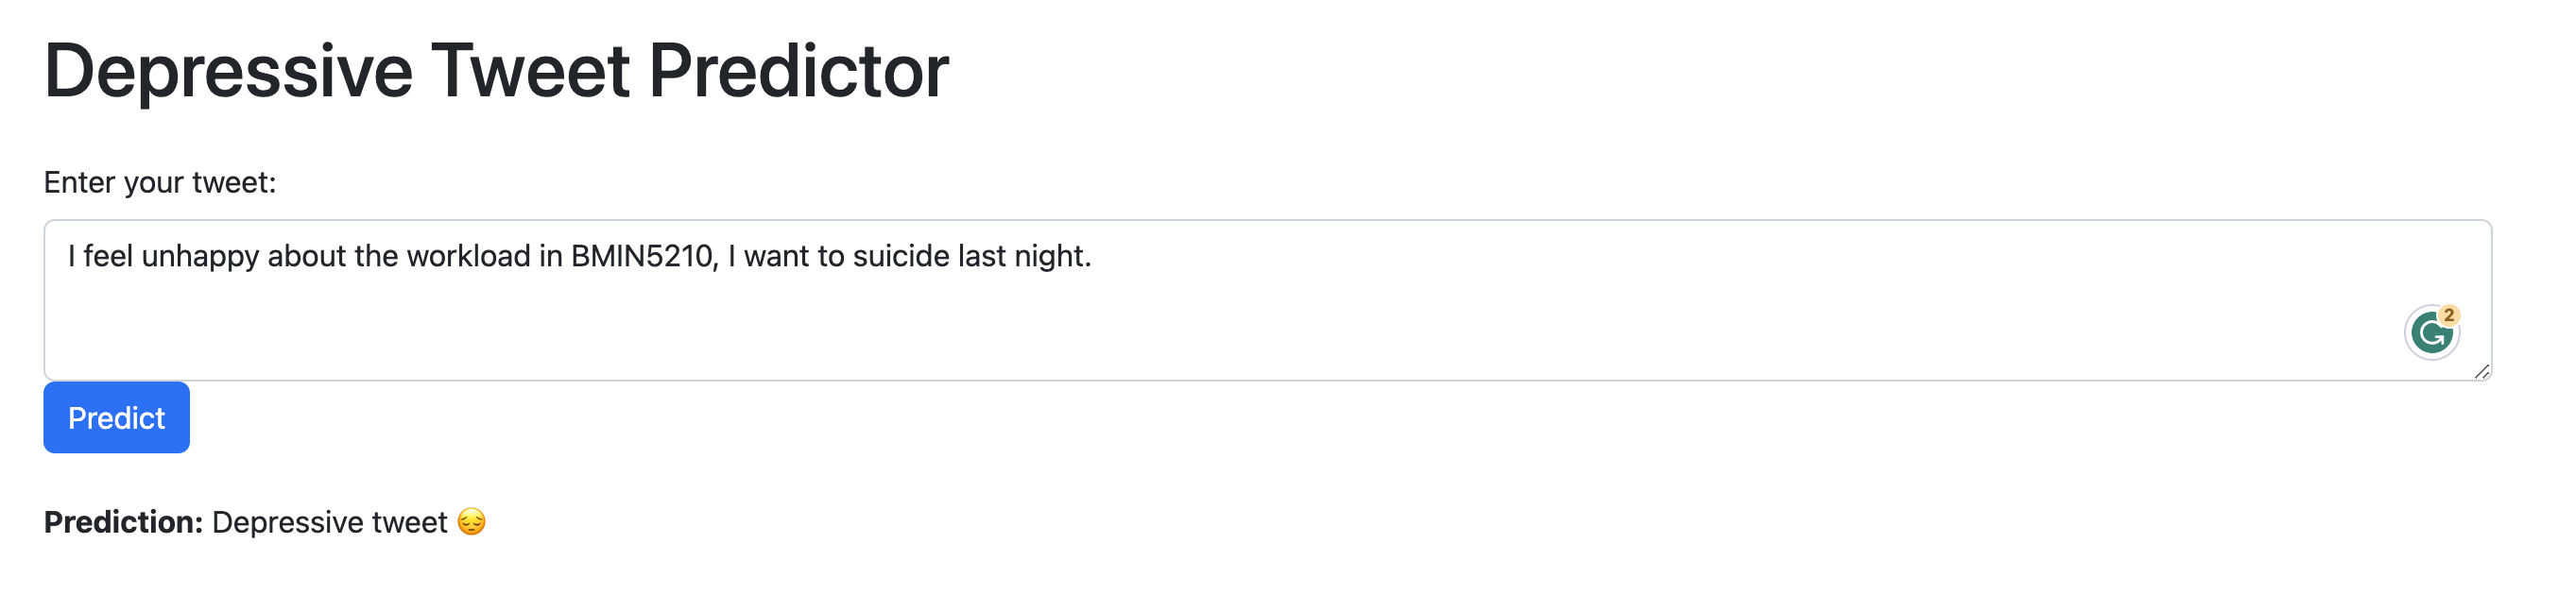 Depressive Tweet Predictor
Enter your tweet:
I feel unhappy about the workload in BMIN5210, I want to suicide last night.
2
Predict
Prediction: Depressive tweet 😔